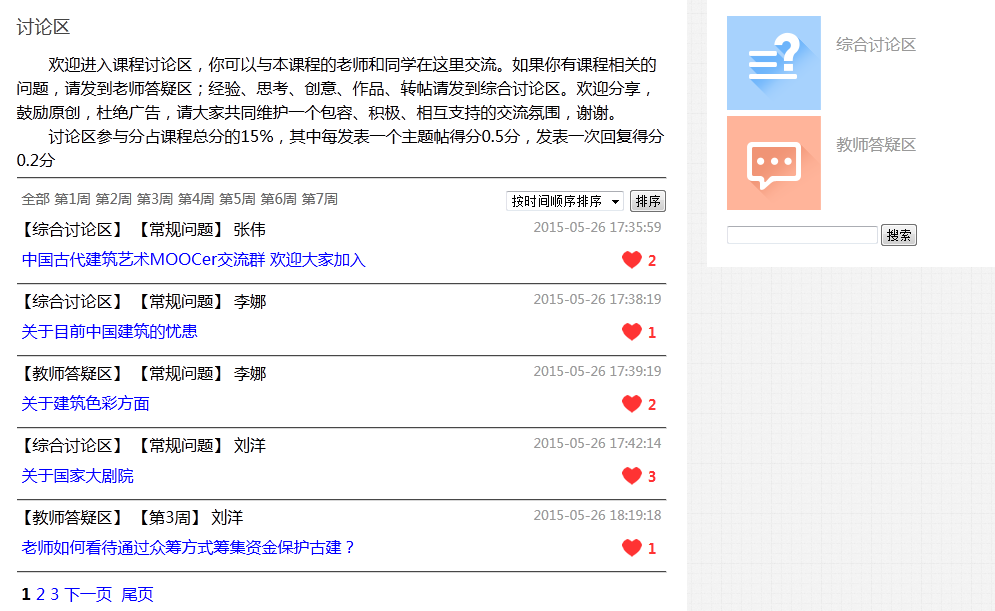 讨论区
欢迎进入课程讨论区，你可以与本课程的老师和同学在这里交流。如果你有课程相关的
问题，请发到老师答疑区；经验、思考、创意、作品、转帖请发到综合讨论区。欢迎分享，
鼓励原创，杜绝广告，请大家共同维护一个包容、积极、相互支持的交流氛围，谢谢。
讨论区参与分占课程总分的15%，其中每发表一个主题帖得分0.5分，发表一次回复得分
0.2分
全部 第1周 第2周 第3周 第4周 第5周 第6周 第7周 按时间顺序排序 排序
【综合讨论区】 【常规问题】 张伟 2015-05-26 17:35:59
中国古代建筑艺术MOOCer交流群 欢迎大家加入 2
【综合讨论区】 【常规问题】 李娜 2015-05-26 17:38:19
关于目前中国建筑的忧患 1
【教师答疑区】 【常规问题】 李娜 2015-05-26 17:39:19
关于建筑色彩方面 2
【综合讨论区】 【常规问题】 刘洋 2015-05-26 17:42:14
关于国家大剧院 3
【教师答疑区】 【第3周】 刘洋 2015-05-26 18:19:18
老师如何看待通过众筹方式筹集资金保护古建？ 1
1 2 3 下一页 尾页
综合讨论区
教师答疑区
搜索